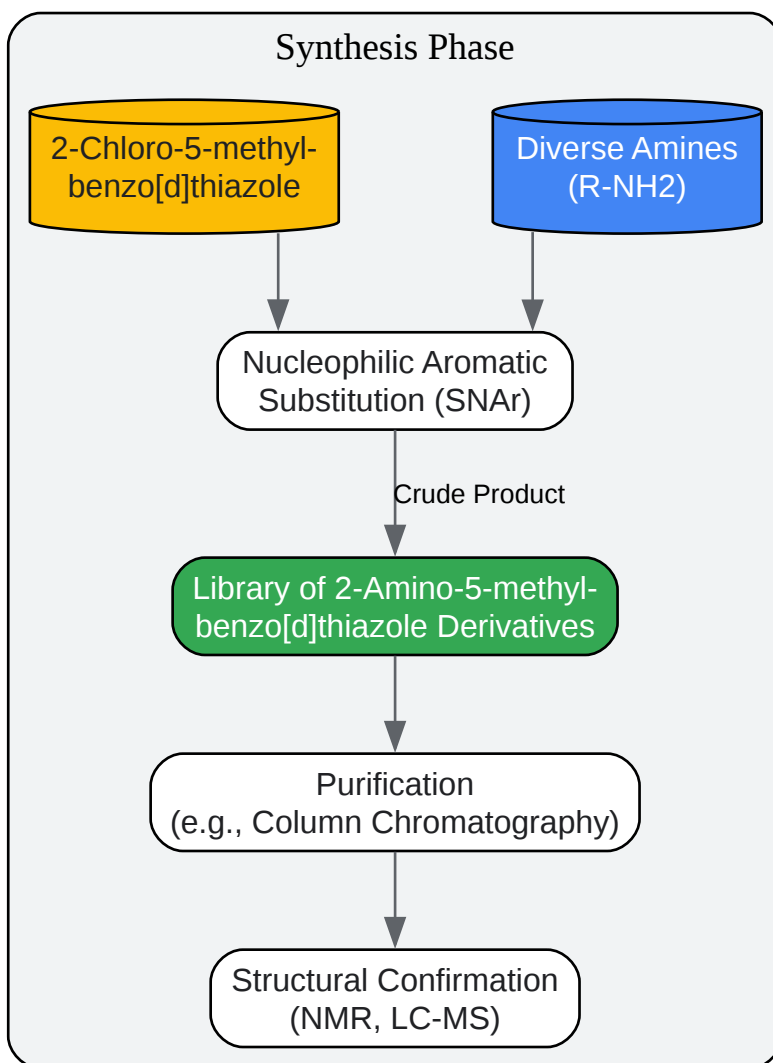 Synthesis Phase
2-Chloro-5-methyl-
benzo[d]thiazole
Diverse Amines
(R-NH2)
Nucleophilic Aromatic
Substitution (SNAr)
Crude Product
Library of 2-Amino-5-methyl-
benzo[d]thiazole Derivatives
Purification
(e.g., Column Chromatography)
Structural Confirmation
(NMR, LC-MS)